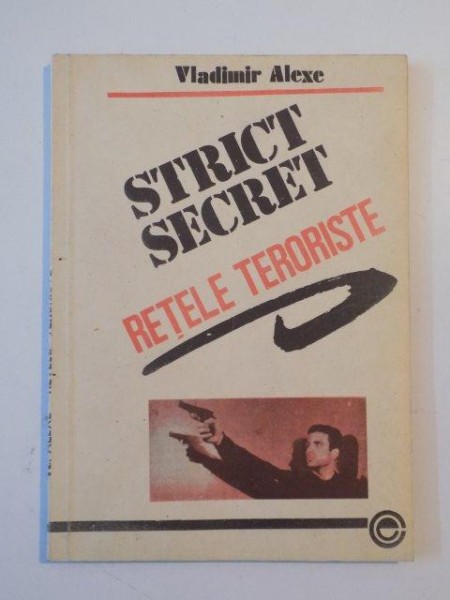 Vladimir Alexe
STRICT
SECRET
REȚELE TERORISTE